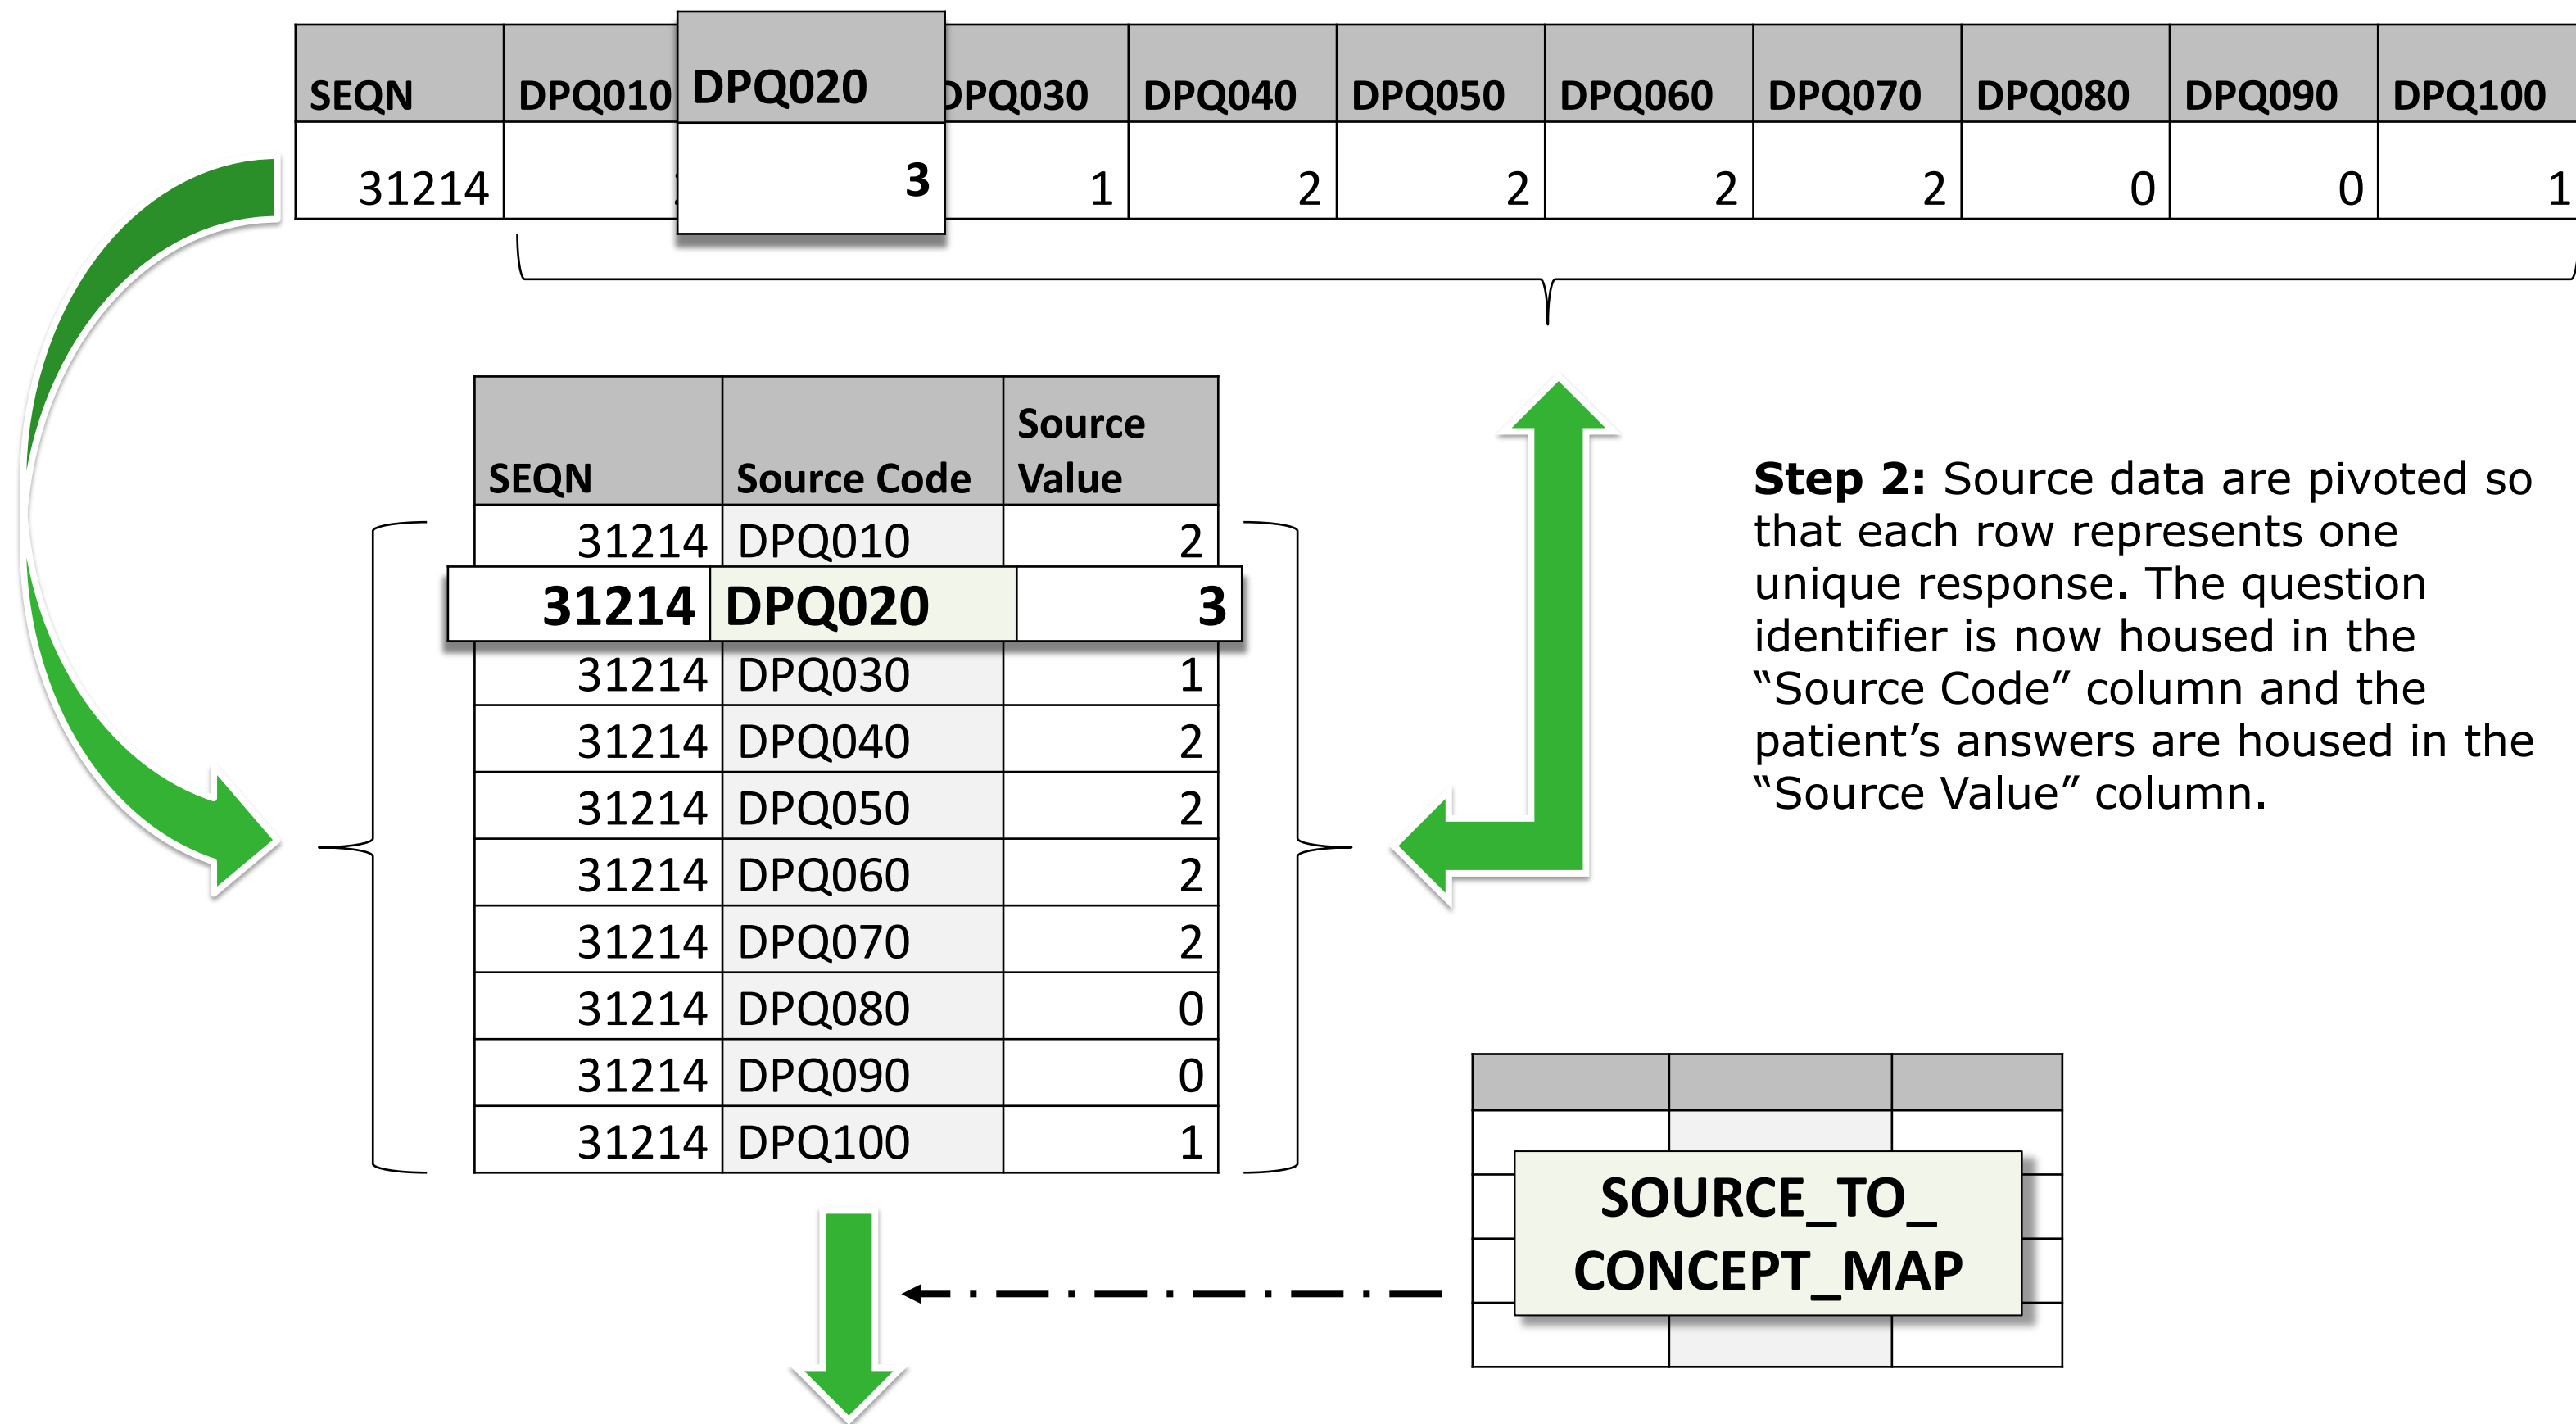 SEQN DPQ010 DPQ020 DPQ030 DPQ040 DPQ050 DPQ060 DPQ070 DPQ080 DPQ090 DPQ100
31214 3 1 2 2 2 2 0 0 1
SEQN Source Code Source Value
31214 DPQ010 2
31214 DPQ020 3
31214 DPQ030 1
31214 DPQ040 2
31214 DPQ050 2
31214 DPQ060 2
31214 DPQ070 2
31214 DPQ080 0
31214 DPQ090 0
31214 DPQ100 1
Step 2: Source data are pivoted so
that each row represents one
unique response. The question
identifier is now housed in the
“Source Code” column and the
patient’s answers are housed in the
“Source Value” column.
SOURCE_TO_
CONCEPT_MAP